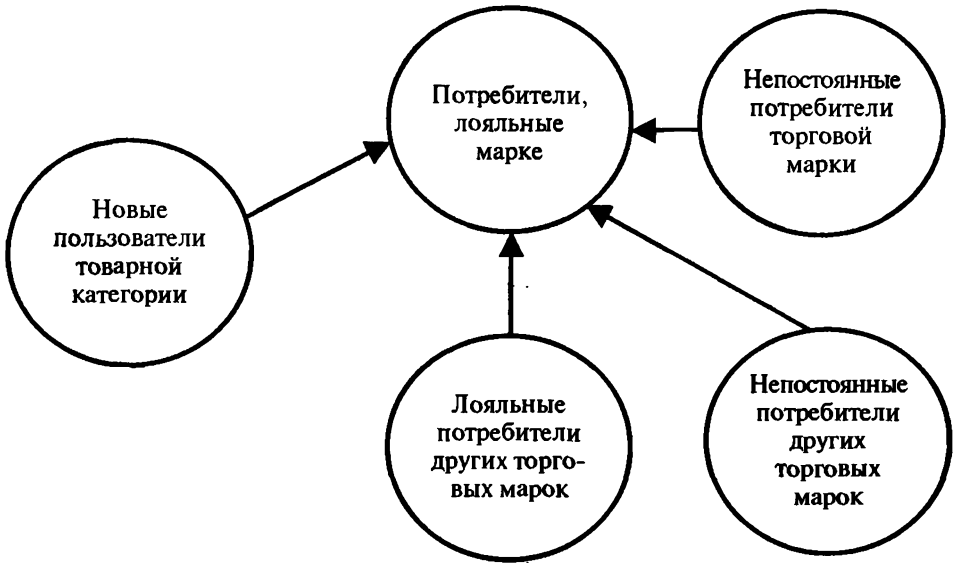 Потребители,
лояльные
марке
Непостоянные
потребители
торговой
марки
Новые
пользователи
товарной
категории
Лояльные
потребители
других торго-
вых марок
Непостоянные
потребители
других
торговых
марок